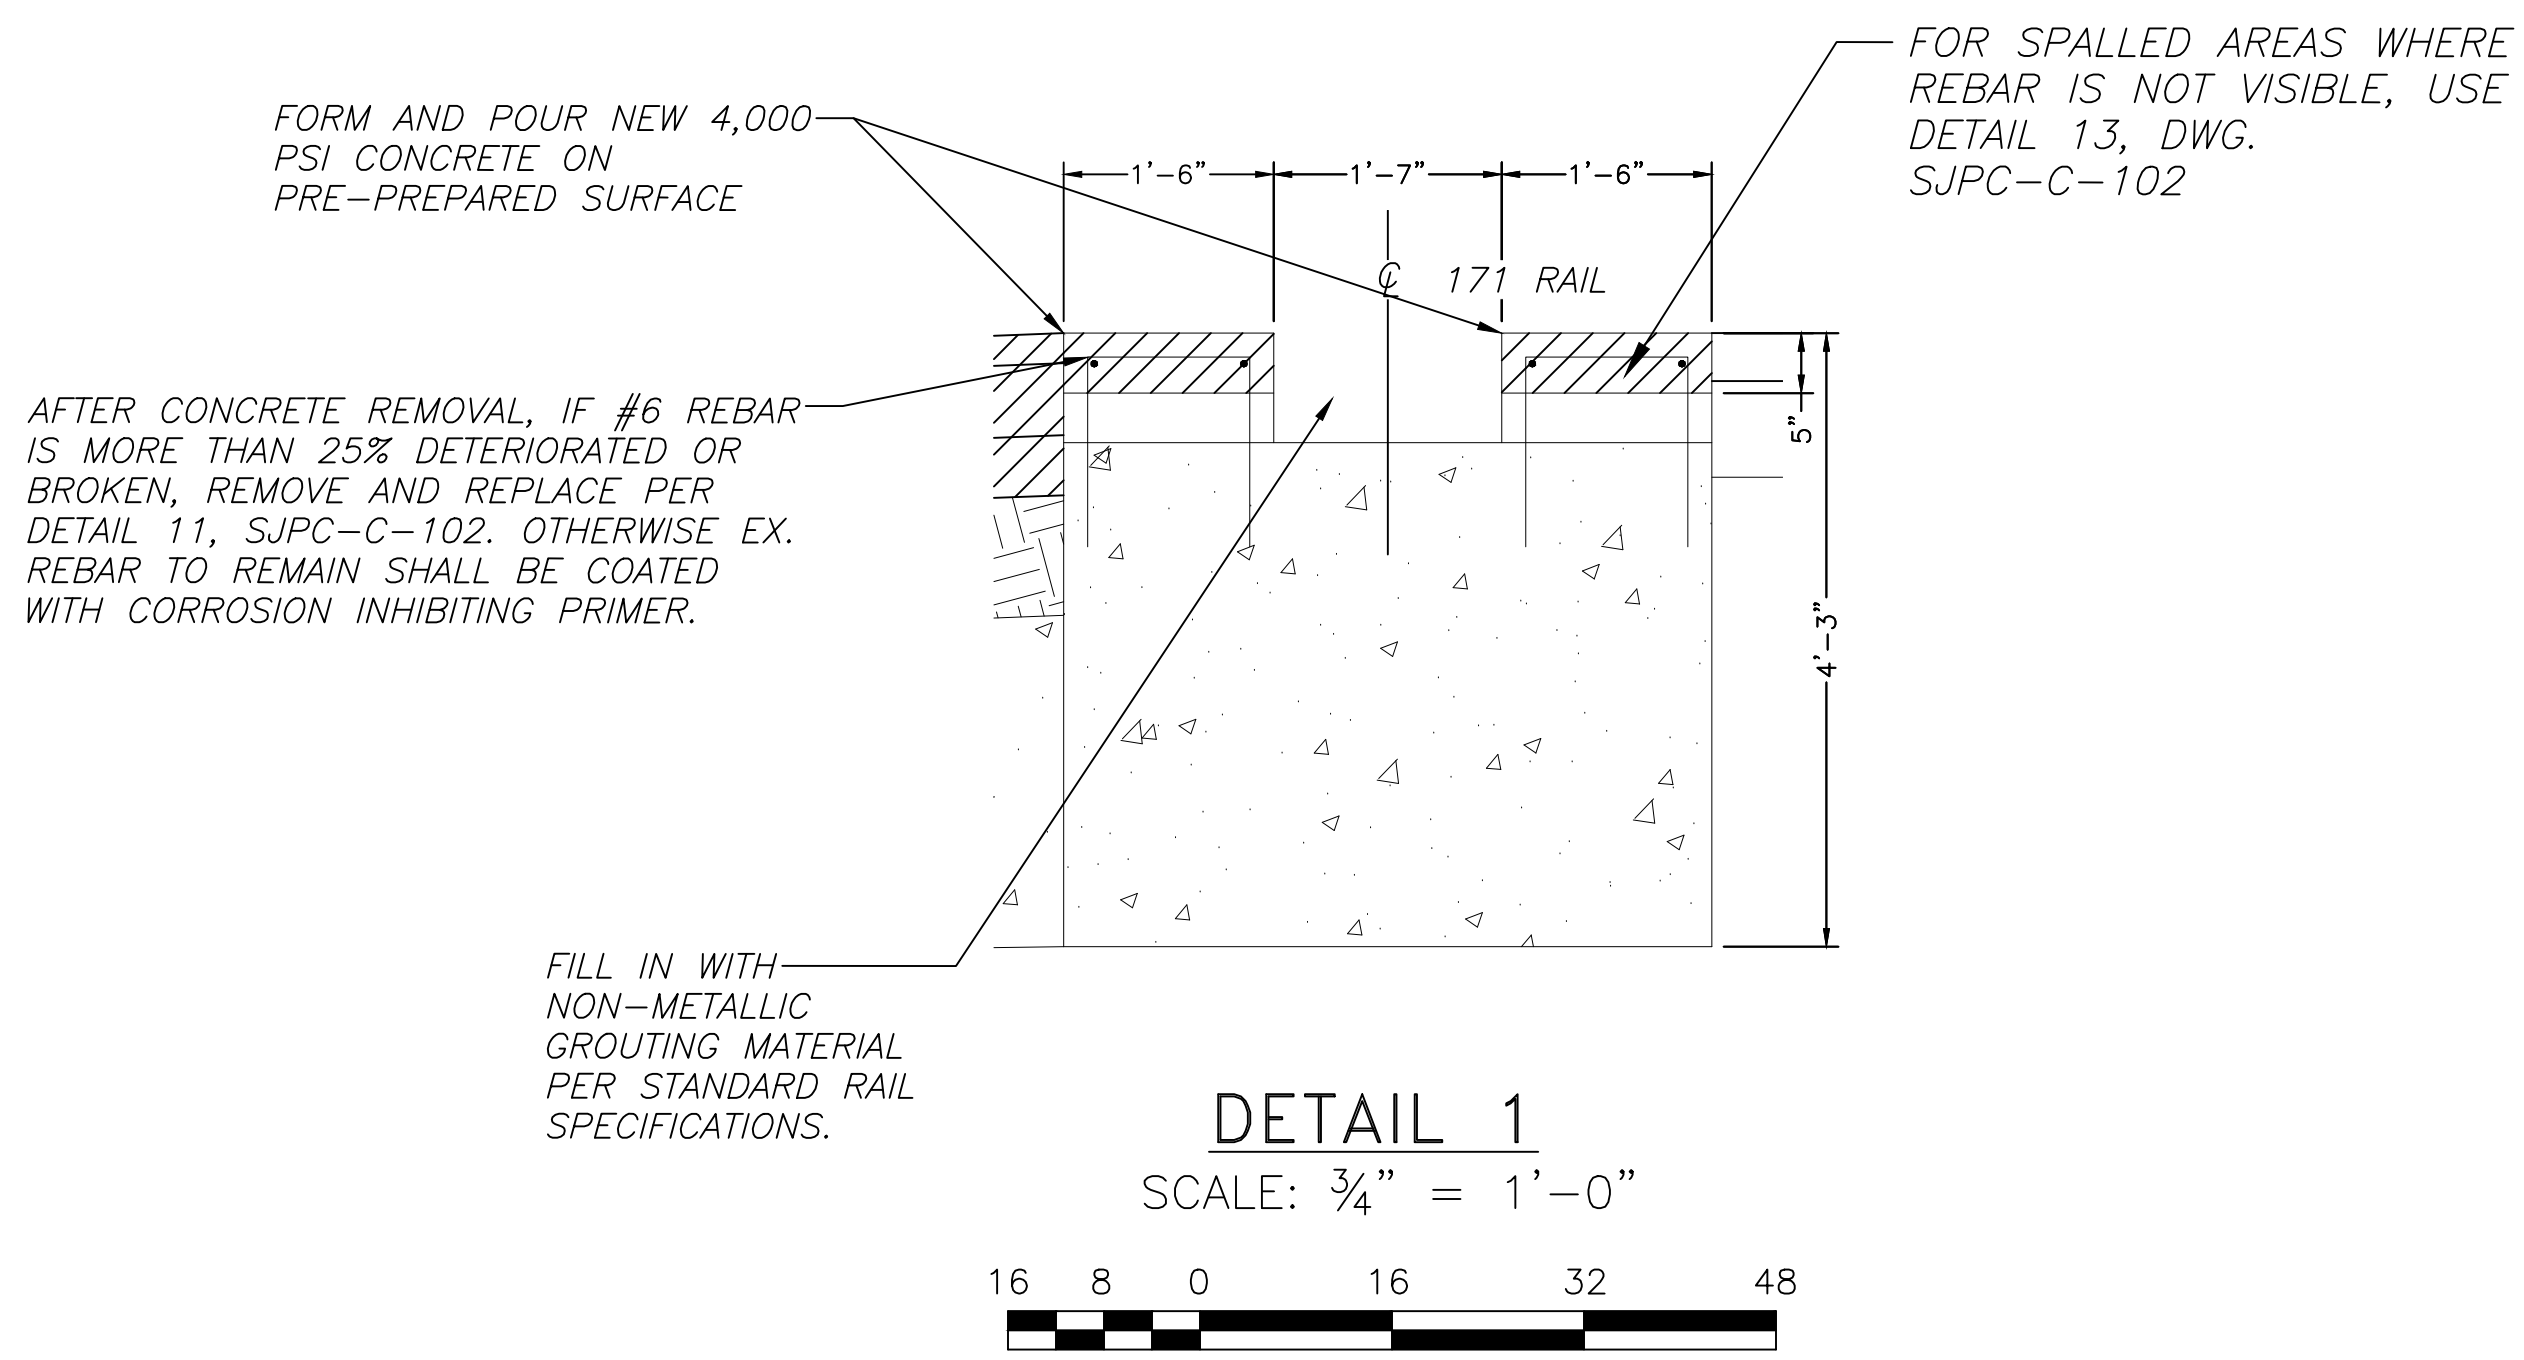 FOR SPALLED AREAS WHERE
REBAR IS NOT VISIBLE, USE
DETAIL 13, DWG.
SJPC-C-102
FORM AND POUR NEW 4,000
PSI CONCRETE ON
PRE-PREPARED SURFACE
1'-6"
1'-7"
1'-6"
℄ 171 RAIL
AFTER CONCRETE REMOVAL, IF #6 REBAR
IS MORE THAN 25% DETERIORATED OR
BROKEN, REMOVE AND REPLACE PER
DETAIL 11, SJPC-C-102. OTHERWISE EX.
REBAR TO REMAIN SHALL BE COATED
WITH CORROSION INHIBITING PRIMER.
5"
4'-3"
FILL IN WITH
NON-METALLIC
GROUTING MATERIAL
PER STANDARD RAIL
SPECIFICATIONS.
DETAIL 1
SCALE: ¾" = 1'-0"
16 8 0 16 32 48